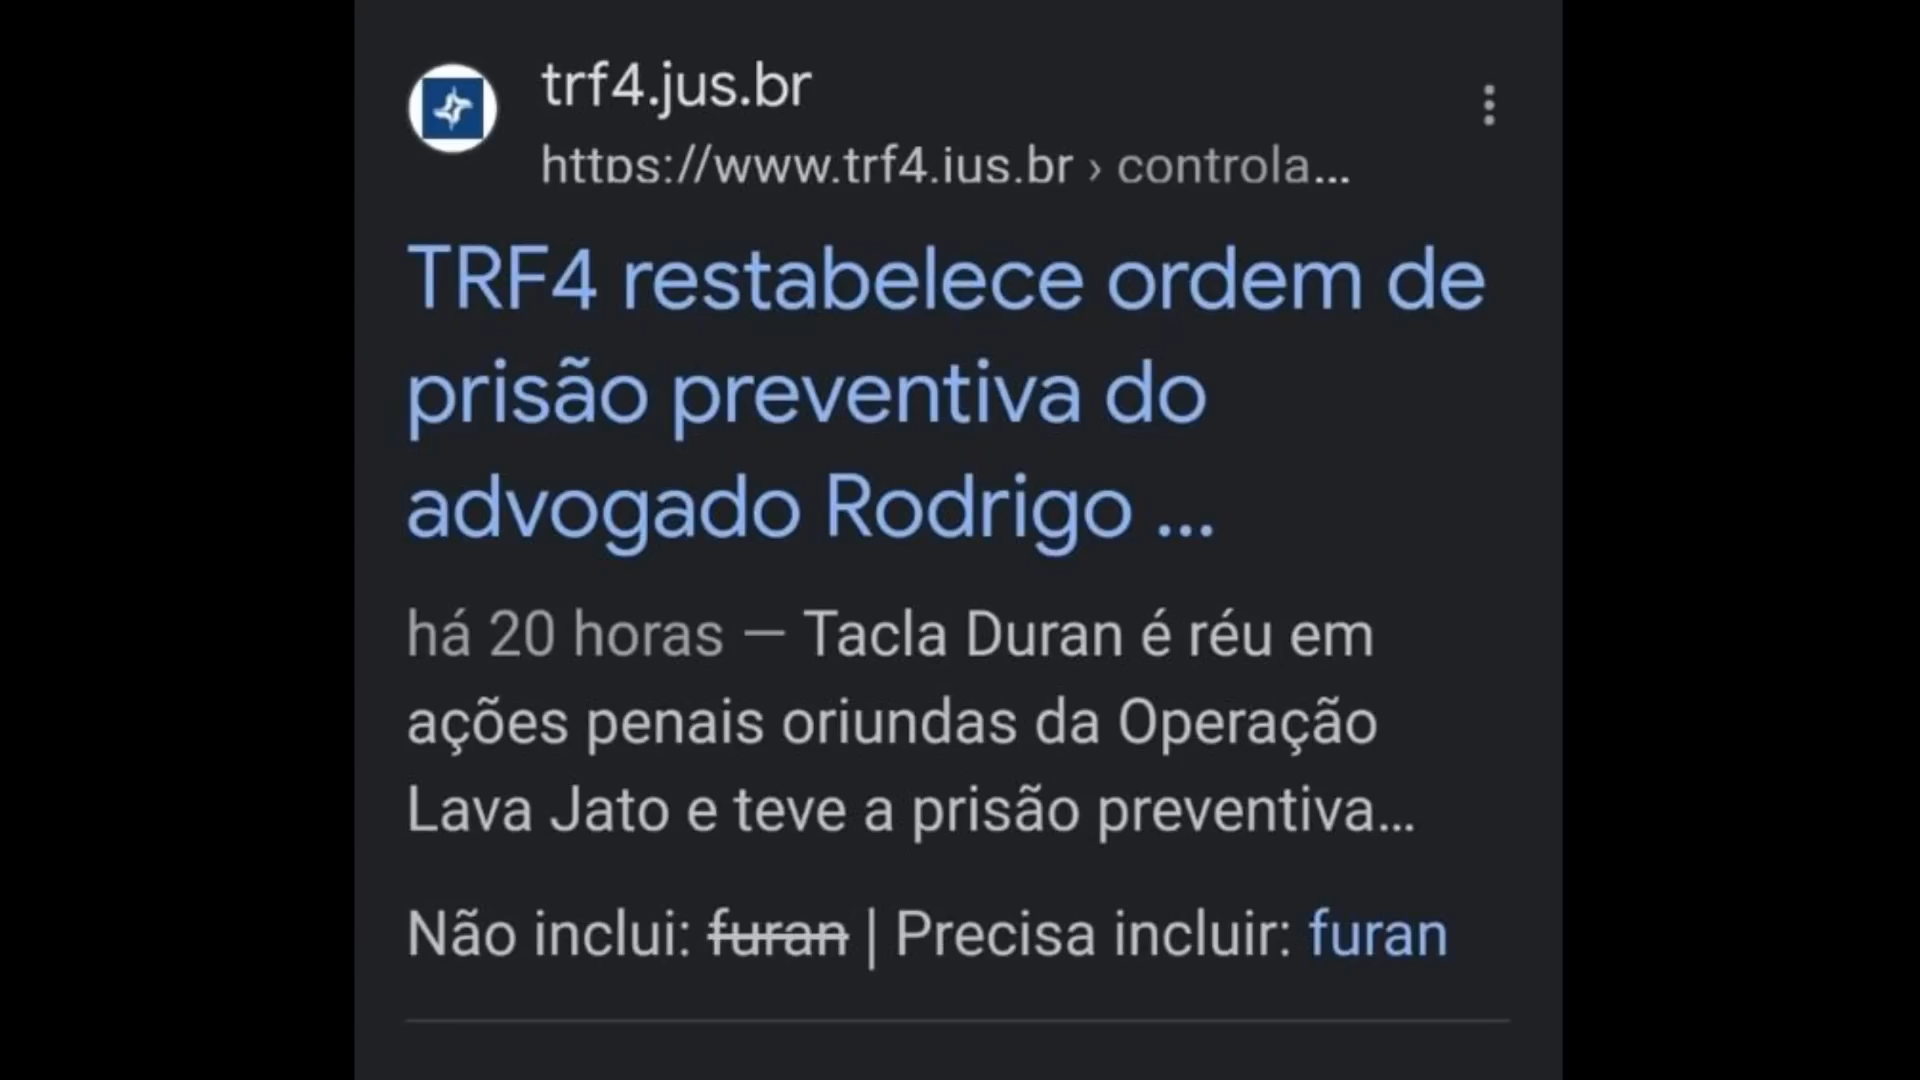 trf4.jus.br
https://www.trf4.jus.br › controla...
TRF4 restabelece ordem de
prisão preventiva do
advogado Rodrigo ...
há 20 horas — Tacla Duran é réu em
ações penais oriundas da Operação
Lava Jato e teve a prisão preventiva...
Não inclui: furan | Precisa incluir: furan